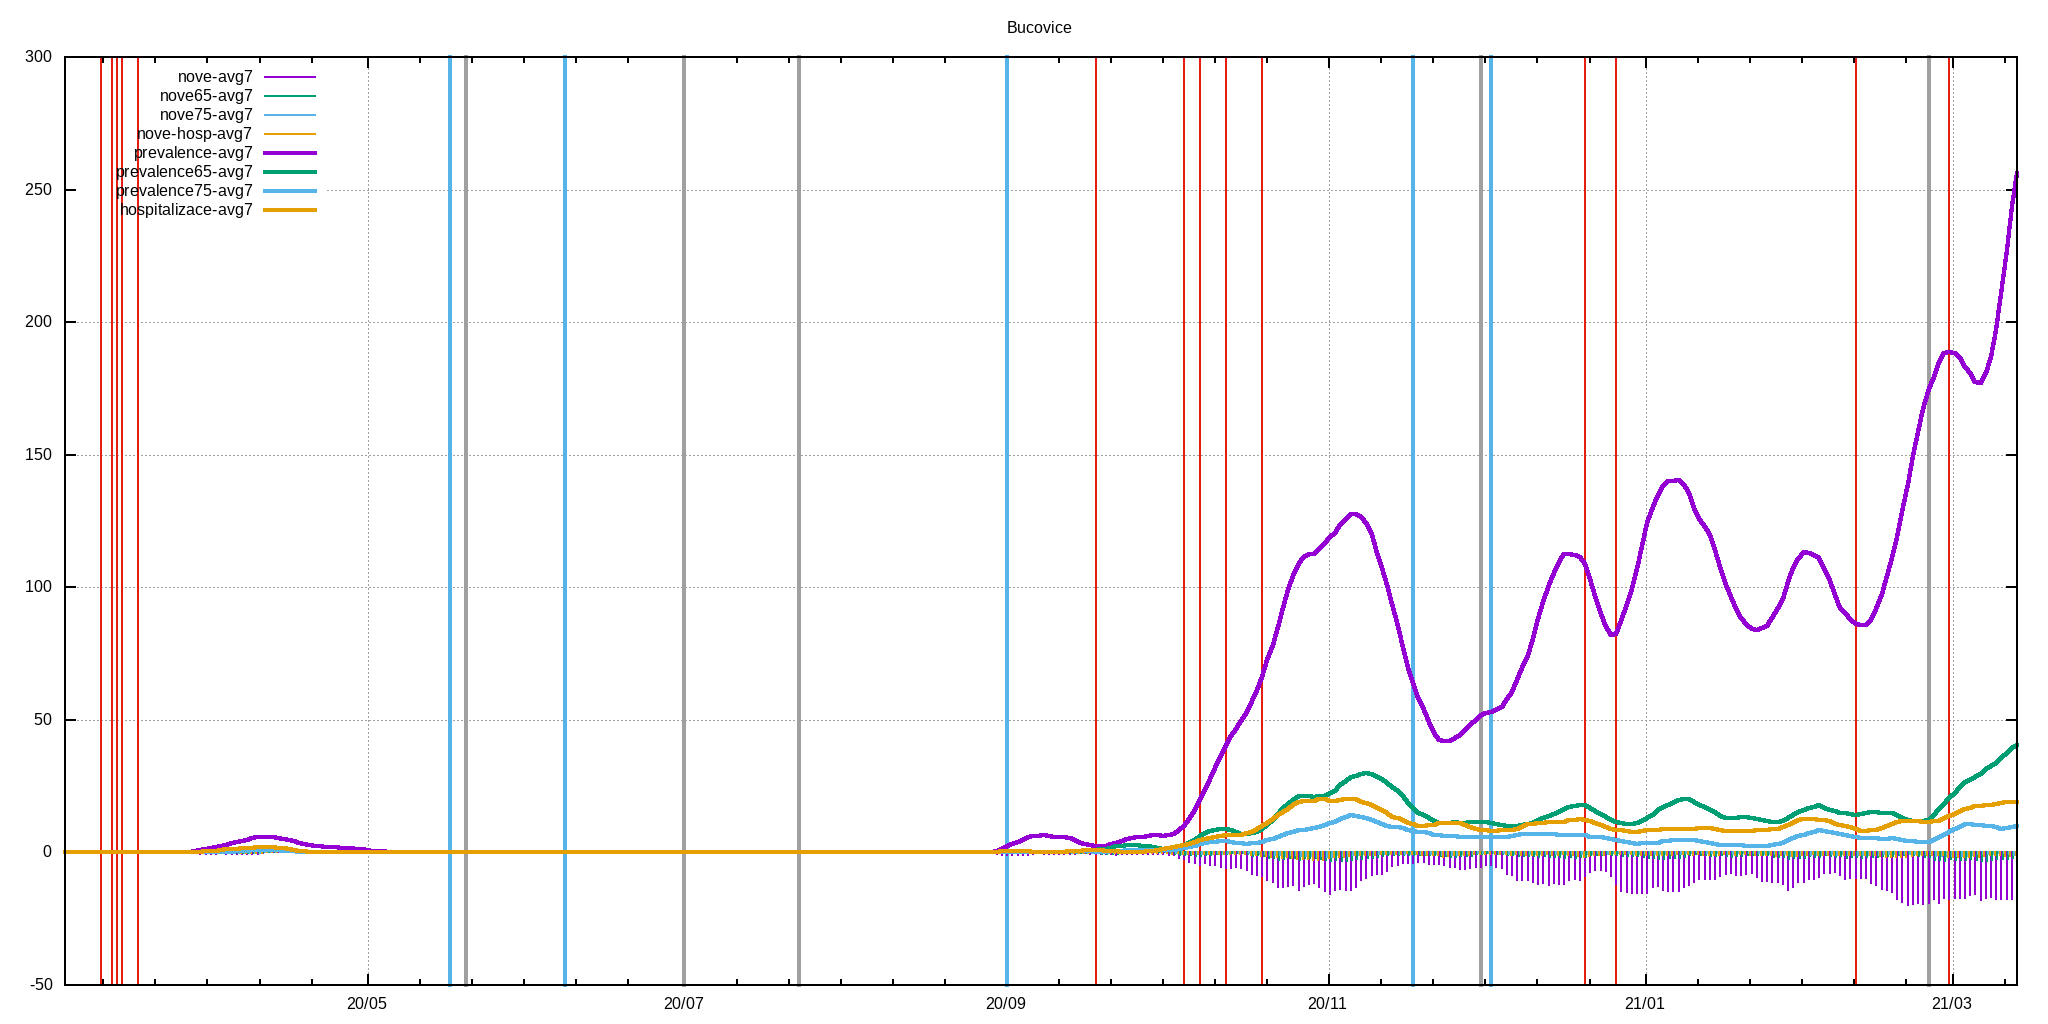 Bucovice
300
250
200
150
100
50
0
-50
nove-avg7
nove65-avg7
nove75-avg7
nove-hosp-avg7
prevalence-avg7
prevalence65-avg7
prevalence75-avg7
hospitalizace-avg7
20/05 20/07 20/09 20/11 21/01 21/03